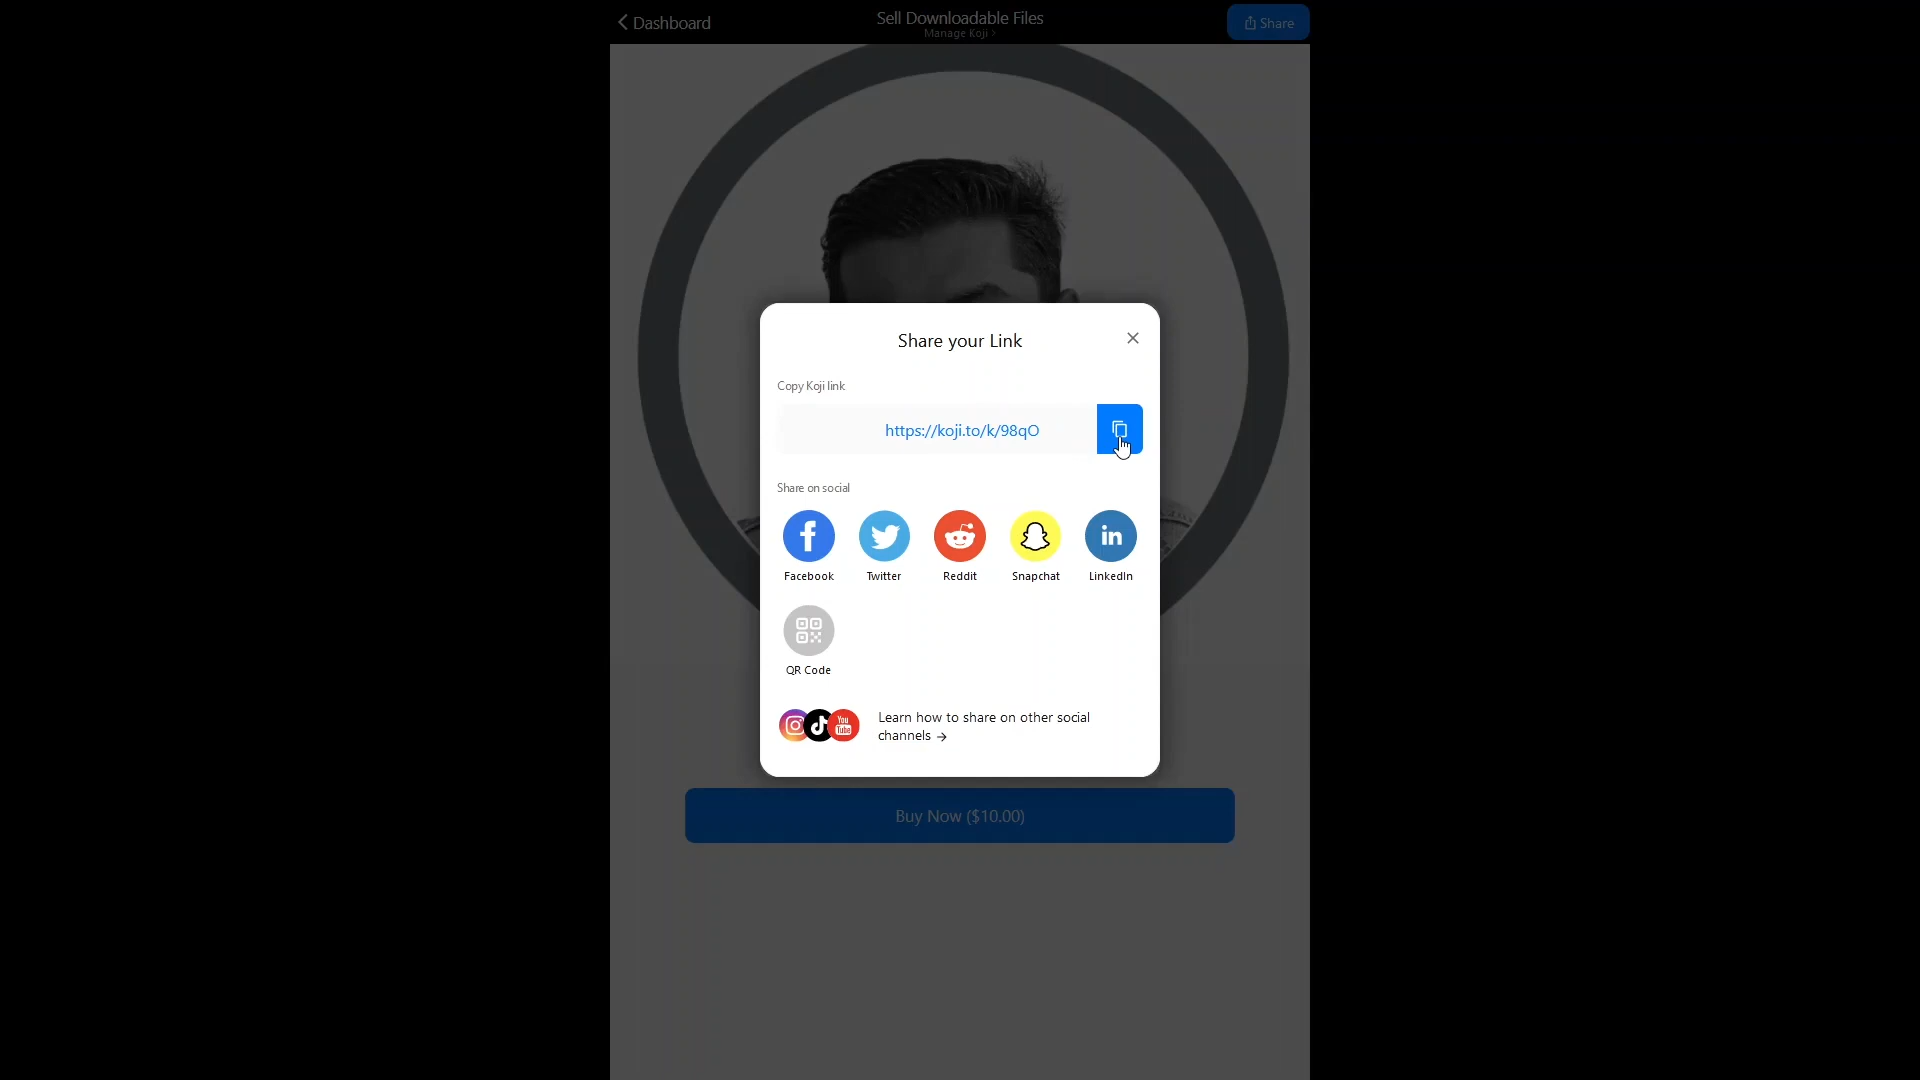 Dashboard
Sell Downloadable Files
Manage Koji >
Share
Share your Link
Copy Koji link
https://koji.to/k/98qO
Share on social
Facebook
Twitter
Reddit
Snapchat
LinkedIn
QR Code
You
Tube
Learn how to share on other social
channels →
Buy Now ($10.00)